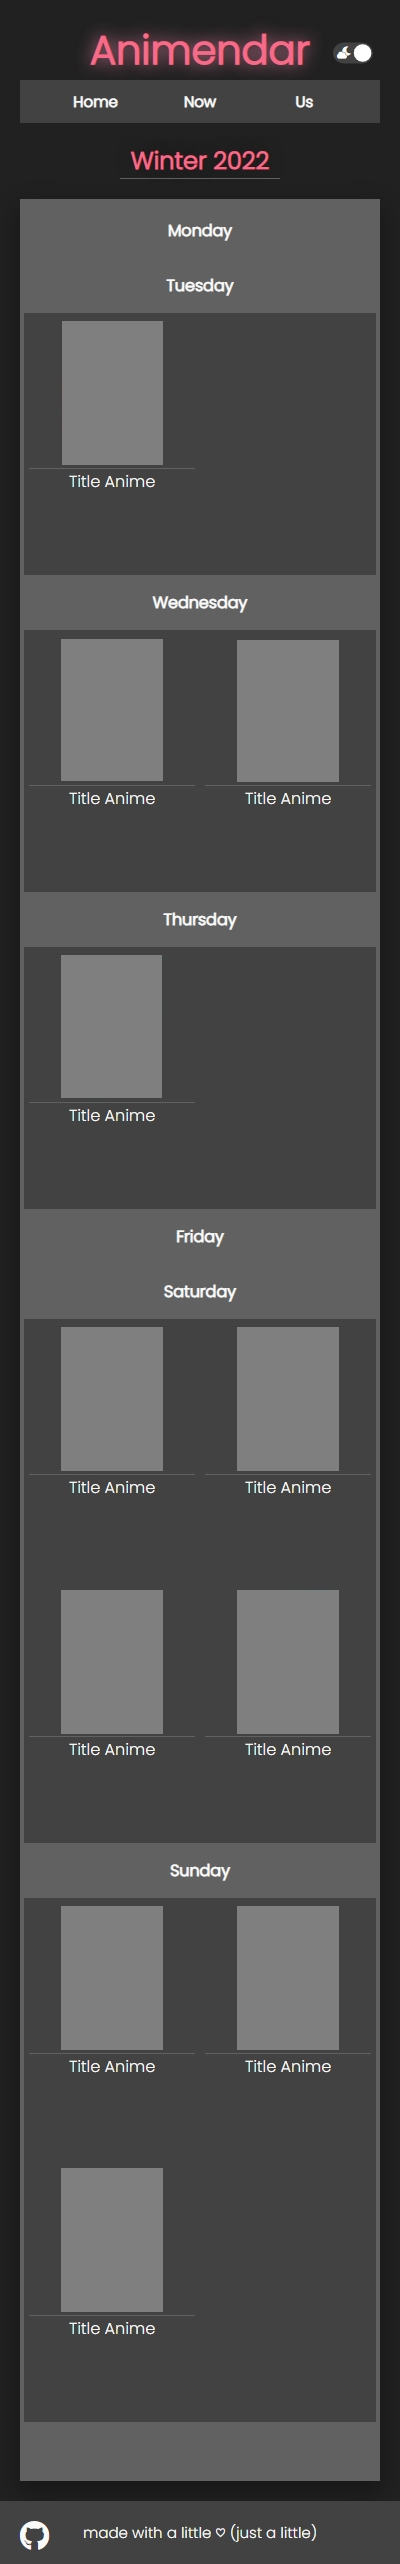 Animendar
Home Now Us
Winter 2022
Monday
Tuesday
Title Anime
Wednesday
Title Anime Title Anime
Thursday
Title Anime
Friday
Saturday
Title Anime Title Anime
Title Anime Title Anime
Sunday
Title Anime Title Anime
Title Anime
made with a little ♡ (just a little)